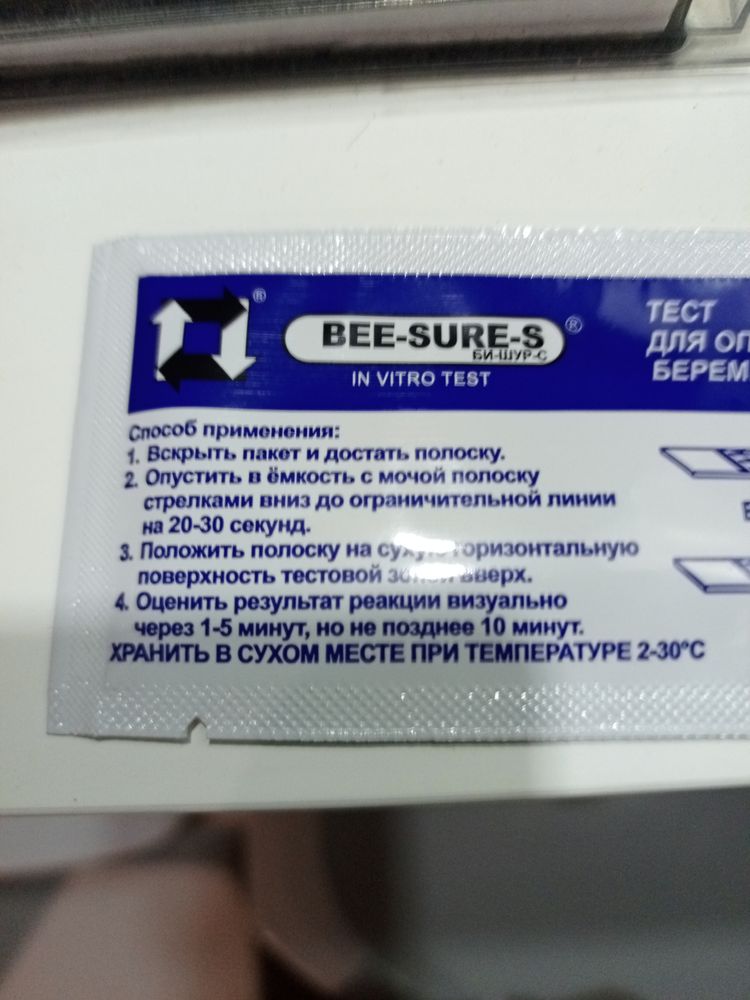 BEE-SURE-S ®
БИ-ШУР-С
IN VITRO TEST
ТЕСТ
ДЛЯ ОП
БЕРЕМ
Способ применения:
1. Вскрыть пакет и достать полоску.
2. Опустить в ёмкость с мочой полоску
стрелками вниз до ограничительной линии
на 20-30 секунд.
3. Положить полоску на сухую горизонтальную
поверхность тестовой зоной вверх.
4. Оценить результат реакции визуально
через 1-5 минут, но не позднее 10 минут.
ХРАНИТЬ В СУХОМ МЕСТЕ ПРИ ТЕМПЕРАТУРЕ 2-30°С